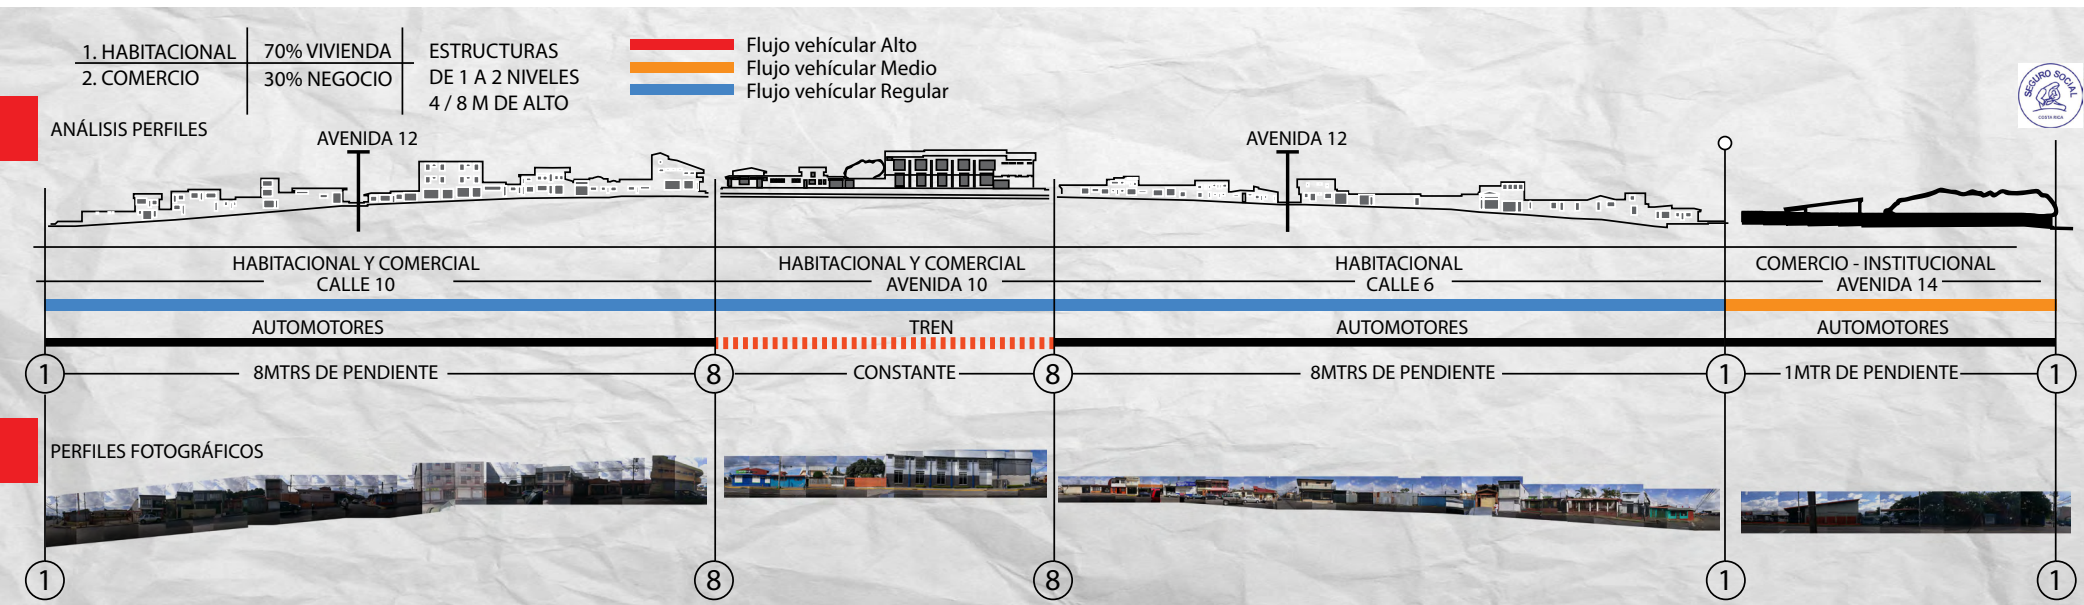 1. HABITACIONAL 70% VIVIENDA
2. COMERCIO 30% NEGOCIO
ESTRUCTURAS
DE 1 A 2 NIVELES
4 / 8 M DE ALTO
Flujo vehícular Alto
Flujo vehícular Medio
Flujo vehícular Regular
SEGURO SOCIAL
COSTA RICA
ANÁLISIS PERFILES
AVENIDA 12
AVENIDA 12
HABITACIONAL Y COMERCIAL
CALLE 10
HABITACIONAL Y COMERCIAL
AVENIDA 10
HABITACIONAL
CALLE 6
COMERCIO - INSTITUCIONAL
AVENIDA 14
AUTOMOTORES
TREN
AUTOMOTORES
AUTOMOTORES
1 8MTRS DE PENDIENTE 8 CONSTANTE 8 8MTRS DE PENDIENTE 1 1MTR DE PENDIENTE 1
PERFILES FOTOGRÁFICOS
1 8 8 1 1